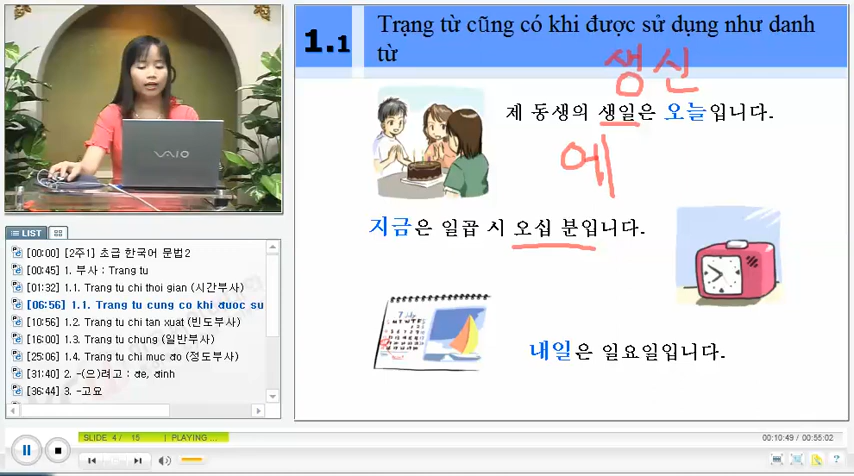 1.1
Trạng từ cũng có khi được sử dụng như danh
từ
생신
제 동생의 생일은 오늘입니다.
에
지금은 일곱 시 오십 분입니다.
내일은 일요일입니다.
VAIO
LIST
[00:00] [2주1] 초급 한국어 문법2
[00:45] 1. 부사 : Trang tu
[01:32] 1.1. Trang tu chi thoi gian (시간부사)
[06:56] 1.1. Trang tu cung co khi đuoc su
[10:56] 1.2. Trang tu chi tan xuat (빈도부사)
[16:00] 1.3. Trang tu chung (일반부사)
[25:06] 1.4. Trang tu chi muc đo (정도부사)
[31:40] 2. -(으)려고 : đe, đinh
[36:44] 3. -고요
SLIDE 4 / 15 | PLAYING ...
00:10:49 / 00:55:02